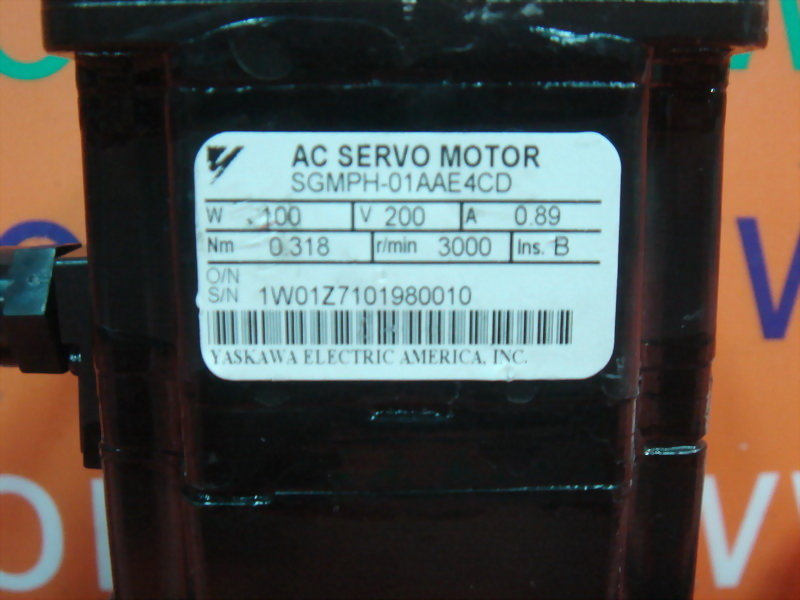 AC SERVO MOTOR
SGMPH-01AAE4CD
W 100 V 200 A 0.89
Nm 0.318 r/min 3000 Ins. B
O/N
S/N 1W01Z7101980010
YASKAWA ELECTRIC AMERICA, INC.